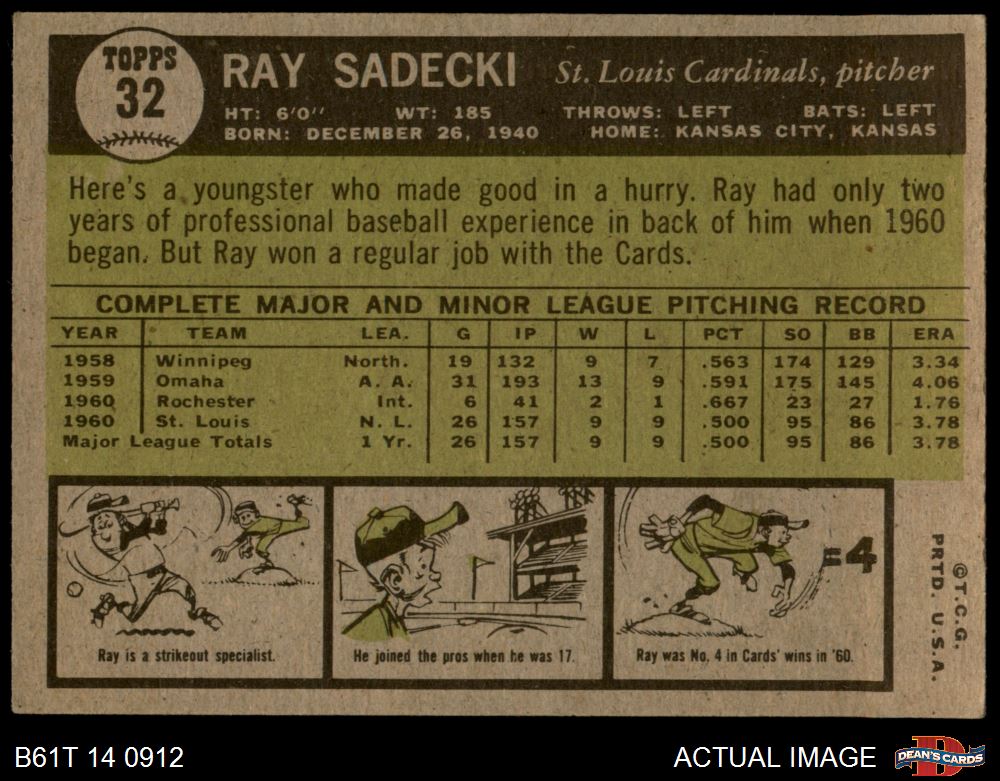 TOPPS
32
RAY SADECKI St. Louis Cardinals, pitcher
HT: 6'0" WT: 185 THROWS: LEFT BATS: LEFT
BORN: DECEMBER 26, 1940 HOME: KANSAS CITY, KANSAS
Here's a youngster who made good in a hurry. Ray had only two
years of professional baseball experience in back of him when 1960
began. But Ray won a regular job with the Cards.
COMPLETE MAJOR AND MINOR LEAGUE PITCHING RECORD
YEAR TEAM LEA. G IP W L PCT SO BB ERA
1958 Winnipeg North. 19 132 9 7 .563 174 129 3.34
1959 Omaha A. A. 31 193 13 9 .591 175 145 4.06
1960 Rochester Int. 6 41 2 1 .667 23 27 1.76
1960 St. Louis N. L. 26 157 9 9 .500 95 86 3.78
Major League Totals 1 Yr. 26 157 9 9 .500 95 86 3.78
#4
Ray is a strikeout specialist.
He joined the pros when he was 17.
Ray was No. 4 in Cards' wins in '60.
©T.C.G.
PRTD. U.S.A.
B61T 14 0912
ACTUAL IMAGE
D
DEAN'S CARDS